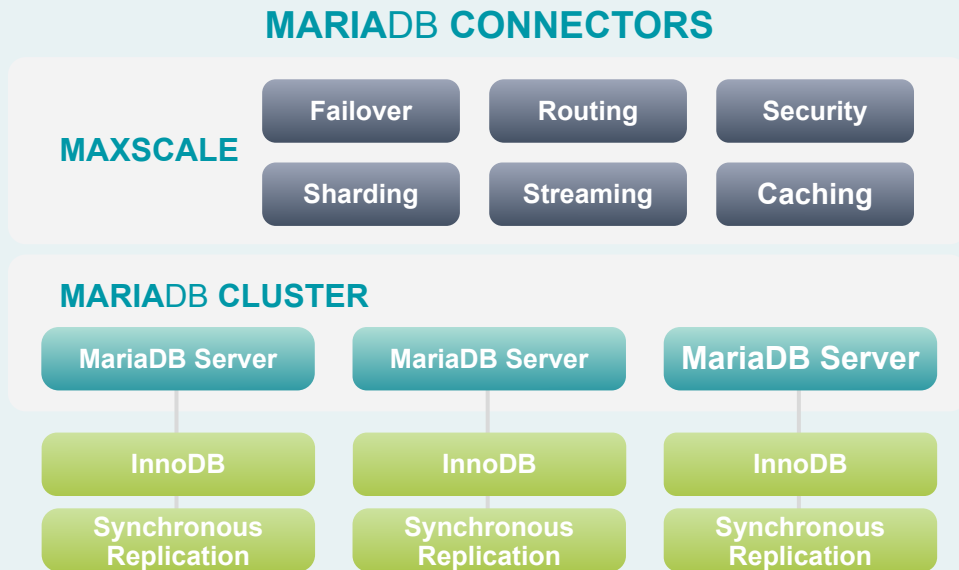 MARIADB CONNECTORS
MAXSCALE
Failover
Routing
Security
Sharding
Streaming
Caching
MARIADB CLUSTER
MariaDB Server
MariaDB Server
MariaDB Server
InnoDB
InnoDB
InnoDB
Synchronous
Replication
Synchronous
Replication
Synchronous
Replication